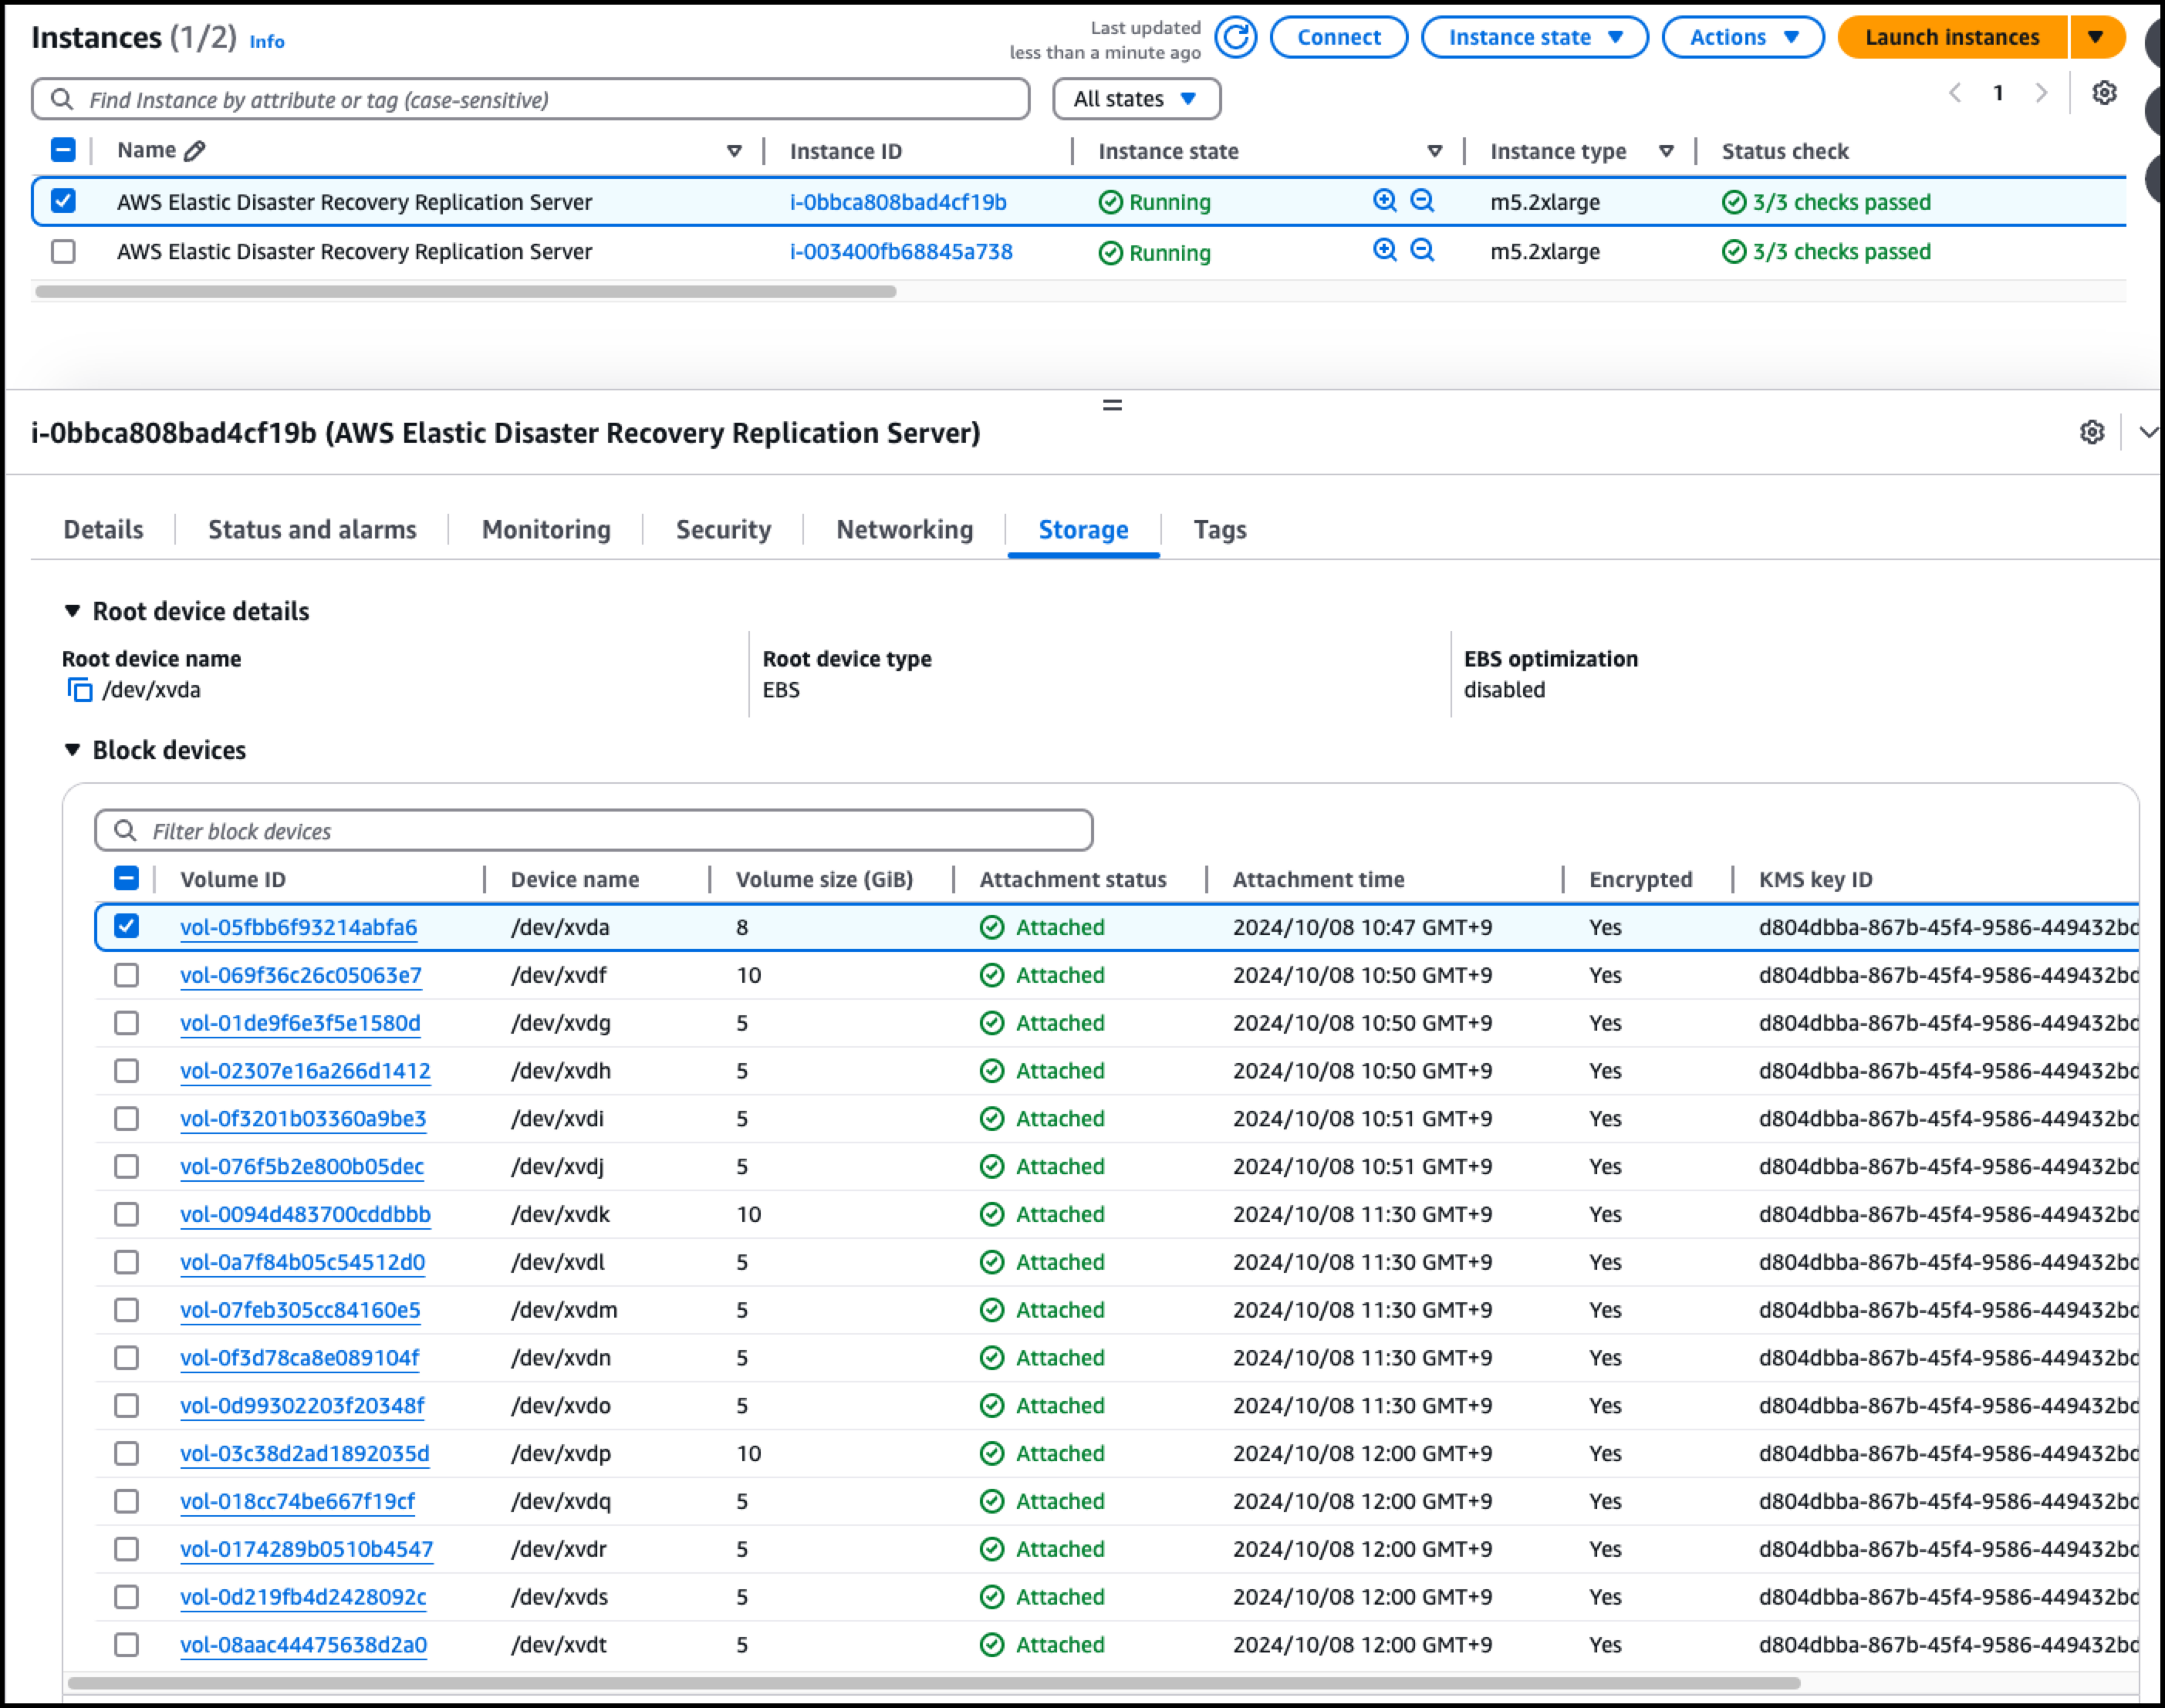 Instances (1/2) Info
Last updated
less than a minute ago
Connect
Instance state
Actions
Launch instances
Find Instance by attribute or tag (case-sensitive)
All states
1
Name Instance ID Instance state Instance type Status check
AWS Elastic Disaster Recovery Replication Server i-0bbca808bad4cf19b Running m5.2xlarge 3/3 checks passed
AWS Elastic Disaster Recovery Replication Server i-003400fb68845a738 Running m5.2xlarge 3/3 checks passed
i-0bbca808bad4cf19b (AWS Elastic Disaster Recovery Replication Server)
Details Status and alarms Monitoring Security Networking Storage Tags
Root device details
Root device name Root device type EBS optimization
/dev/xvda EBS disabled
Block devices
Filter block devices
Volume ID Device name Volume size (GiB) Attachment status Attachment time Encrypted KMS key ID
vol-05fbb6f93214abfa6 /dev/xvda 8 Attached 2024/10/08 10:47 GMT+9 Yes d804dbba-867b-45f4-9586-449432bd
vol-069f36c26c05063e7 /dev/xvdf 10 Attached 2024/10/08 10:50 GMT+9 Yes d804dbba-867b-45f4-9586-449432bd
vol-01de9f6e3f5e1580d /dev/xvdg 5 Attached 2024/10/08 10:50 GMT+9 Yes d804dbba-867b-45f4-9586-449432bd
vol-02307e16a266d1412 /dev/xvdh 5 Attached 2024/10/08 10:50 GMT+9 Yes d804dbba-867b-45f4-9586-449432bd
vol-0f3201b03360a9be3 /dev/xvdi 5 Attached 2024/10/08 10:51 GMT+9 Yes d804dbba-867b-45f4-9586-449432bd
vol-076f5b2e800b05dec /dev/xvdj 5 Attached 2024/10/08 10:51 GMT+9 Yes d804dbba-867b-45f4-9586-449432bd
vol-0094d483700cddbbb /dev/xvdk 10 Attached 2024/10/08 11:30 GMT+9 Yes d804dbba-867b-45f4-9586-449432bd
vol-0a7f84b05c54512d0 /dev/xvdl 5 Attached 2024/10/08 11:30 GMT+9 Yes d804dbba-867b-45f4-9586-449432bd
vol-07feb305cc84160e5 /dev/xvdm 5 Attached 2024/10/08 11:30 GMT+9 Yes d804dbba-867b-45f4-9586-449432bd
vol-0f3d78ca8e089104f /dev/xvdn 5 Attached 2024/10/08 11:30 GMT+9 Yes d804dbba-867b-45f4-9586-449432bd
vol-0d99302203f20348f /dev/xvdo 5 Attached 2024/10/08 11:30 GMT+9 Yes d804dbba-867b-45f4-9586-449432bd
vol-03c38d2ad1892035d /dev/xvdp 10 Attached 2024/10/08 12:00 GMT+9 Yes d804dbba-867b-45f4-9586-449432bd
vol-018cc74be667f19cf /dev/xvdq 5 Attached 2024/10/08 12:00 GMT+9 Yes d804dbba-867b-45f4-9586-449432bd
vol-0174289b0510b4547 /dev/xvdr 5 Attached 2024/10/08 12:00 GMT+9 Yes d804dbba-867b-45f4-9586-449432bd
vol-0d219fb4d2428092c /dev/xvds 5 Attached 2024/10/08 12:00 GMT+9 Yes d804dbba-867b-45f4-9586-449432bd
vol-08aac44475638d2a0 /dev/xvdt 5 Attached 2024/10/08 12:00 GMT+9 Yes d804dbba-867b-45f4-9586-449432bd